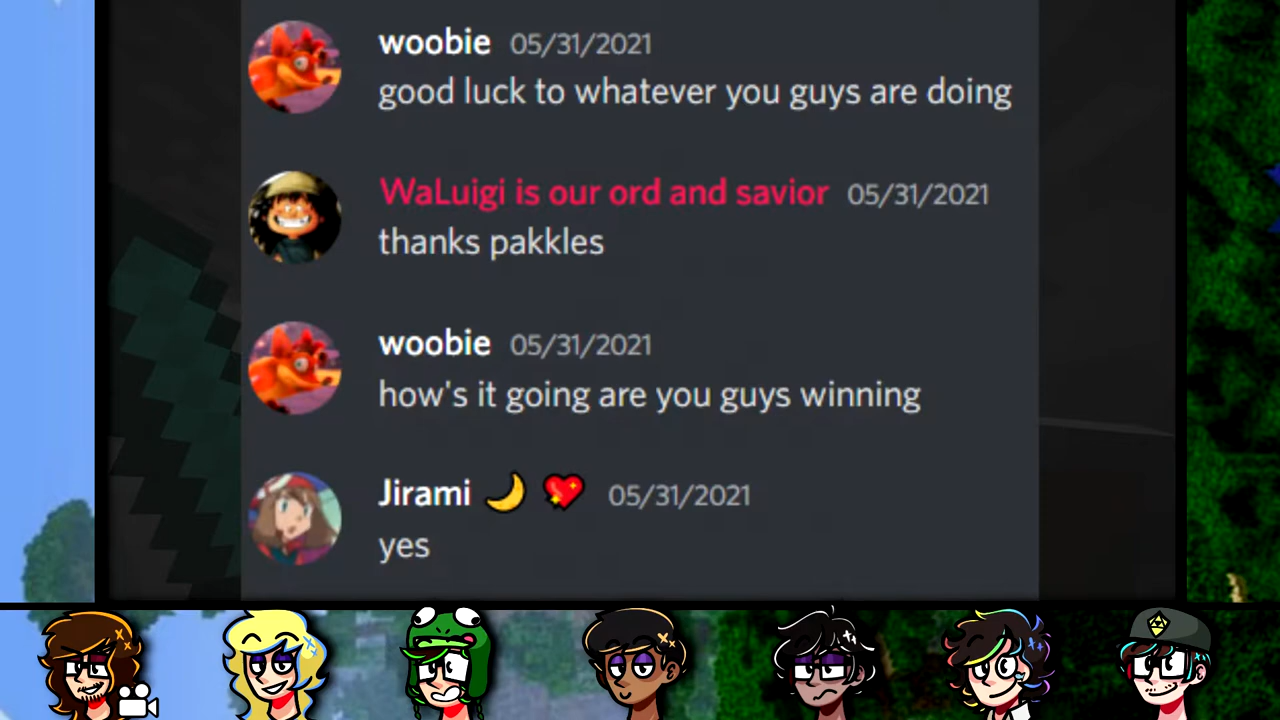 woobie 05/31/2021
good luck to whatever you guys are doing
WaLuigi is our ord and savior 05/31/2021
thanks pakkles
woobie 05/31/2021
how's it going are you guys winning
Jirami 🌙 💖 05/31/2021
yes